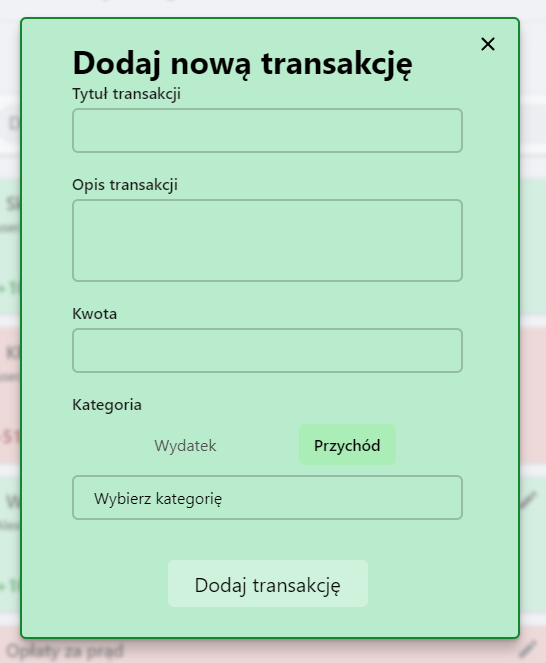 Dodaj nową transakcję
Tytuł transakcji
Opis transakcji
Kwota
Kategoria
Wydatek Przychód
Wybierz kategorię
Dodaj transakcję
Opłaty za prąd